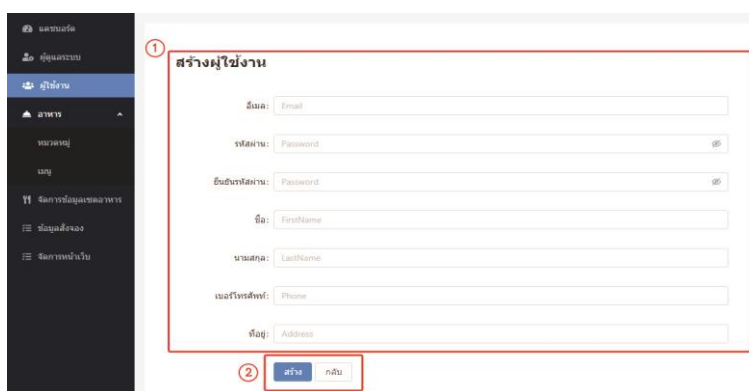 แดชบอร์ด
ผู้ดูแลระบบ
ผู้ใช้งาน
อาหาร
หมวดหมู่
เมนู
จัดการข้อมูลเซตอาหาร
ข้อมูลสั่งจอง
จัดการหน้าเว็บ
1
สร้างผู้ใช้งาน
อีเมล: Email
รหัสผ่าน: Password
ยืนยันรหัสผ่าน: Password
ชื่อ: FirstName
นามสกุล: LastName
เบอร์โทรศัพท์: Phone
ที่อยู่: Address
2 สร้าง กลับ